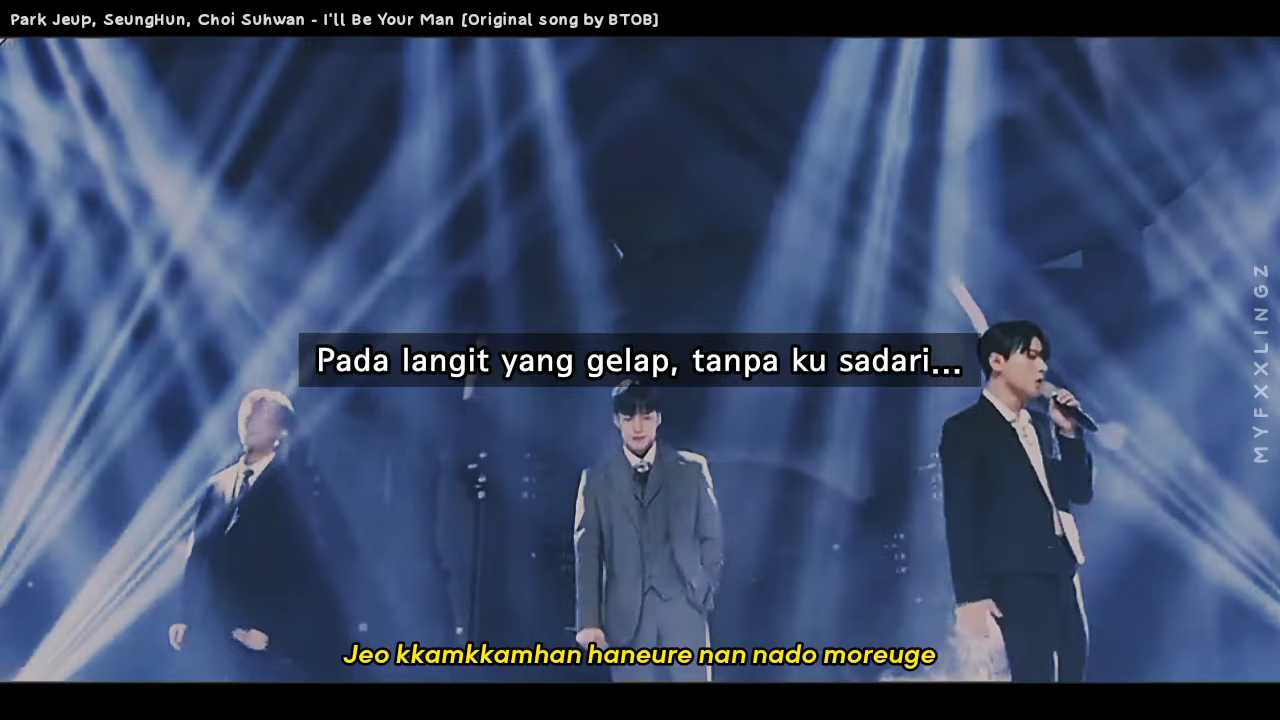 Park Jeup, SeungHun, Choi Suhwan - I'll Be Your Man [Original song by BTOB]
Pada langit yang gelap, tanpa ku sadari...
MYFXXLINGZ
Jeo kkamkkamhan haneure nan nado moreuge